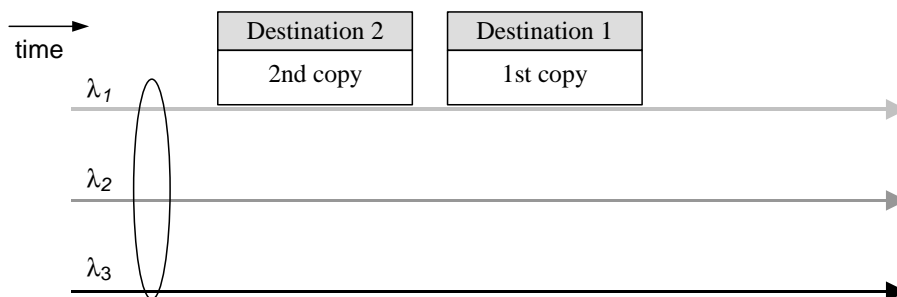 Destination 2
Destination 1
time
2nd copy
1st copy
λ1
λ2
λ3